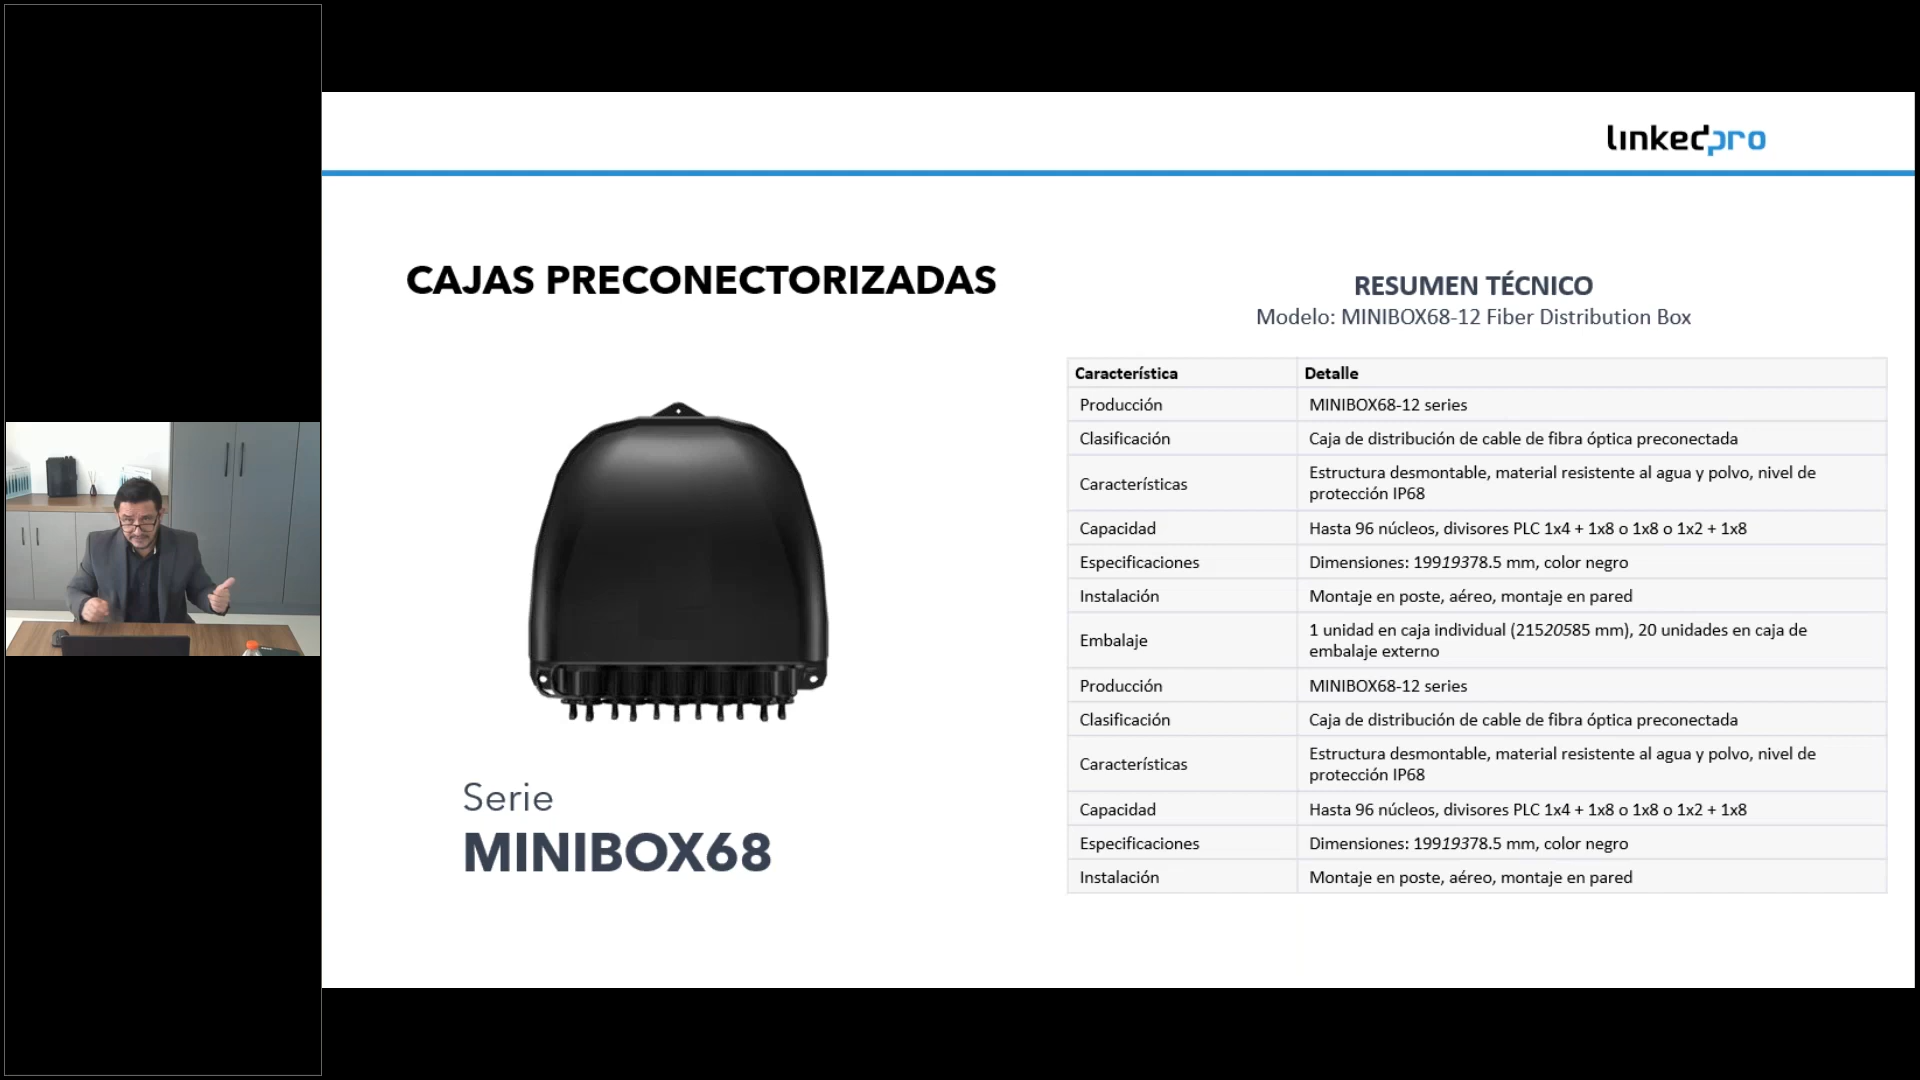 linkedpro
CAJAS PRECONECTORIZADAS
Serie
MINIBOX68
RESUMEN TÉCNICO
Modelo: MINIBOX68-12 Fiber Distribution Box
Característica Detalle
Producción MINIBOX68-12 series
Clasificación Caja de distribución de cable de fibra óptica preconectada
Características Estructura desmontable, material resistente al agua y polvo, nivel de
protección IP68
Capacidad Hasta 96 núcleos, divisores PLC 1x4 + 1x8 o 1x8 o 1x2 + 1x8
Especificaciones Dimensiones: 19919378.5 mm, color negro
Instalación Montaje en poste, aéreo, montaje en pared
Embalaje 1 unidad en caja individual (21520585 mm), 20 unidades en caja de
embalaje externo
Producción MINIBOX68-12 series
Clasificación Caja de distribución de cable de fibra óptica preconectada
Características Estructura desmontable, material resistente al agua y polvo, nivel de
protección IP68
Capacidad Hasta 96 núcleos, divisores PLC 1x4 + 1x8 o 1x8 o 1x2 + 1x8
Especificaciones Dimensiones: 19919378.5 mm, color negro
Instalación Montaje en poste, aéreo, montaje en pared